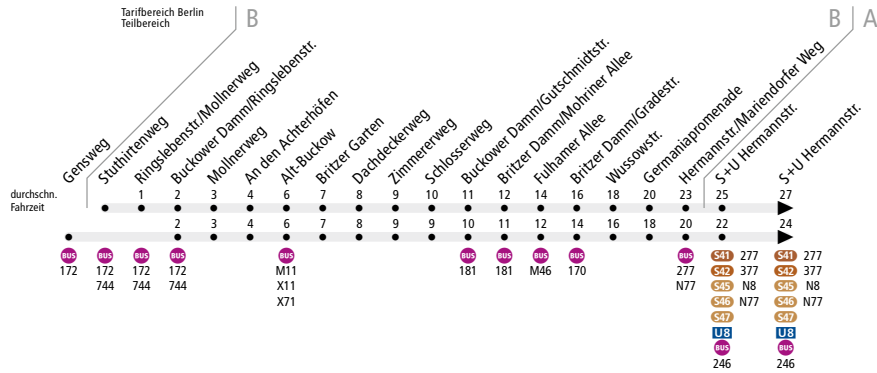 Tarifbereich Berlin
Teilbereich
B
B
A
Gensweg
Stuthirtenweg
Ringslebenstr./Mollnerweg
Buckower Damm/Ringslebenstr.
Mollnerweg
An den Achterhöfen
Alt-Buckow
Britzer Garten
Dachdeckerweg
Zimmererweg
Schlosserweg
Buckower Damm/Gutschmidtstr.
Britzer Damm/Mohriner Allee
Fulhamer Allee
Britzer Damm/Gradestr.
Wussowstr.
Germaniapromenade
Hermannstr./Mariendorfer Weg
S+U Hermannstr.
S+U Hermannstr.
durchschn.
Fahrzeit
1 2 3 4 6 7 8 9 10 11 12 14 16 18 20 23 25 27
2 3 4 6 7 8 9 9 10 11 12 14 16 18 20 22 24
BUS BUS BUS BUS BUS BUS BUS BUS BUS BUS S41 277 S41 277
172 172 172 172 M11 181 181 M46 170 277 S42 377 S42 377
744 744 744 X11 N77 S45 N8 S45 N8
X71 S46 N77 S46 N77
S47 S47
U8 U8
BUS BUS
246 246